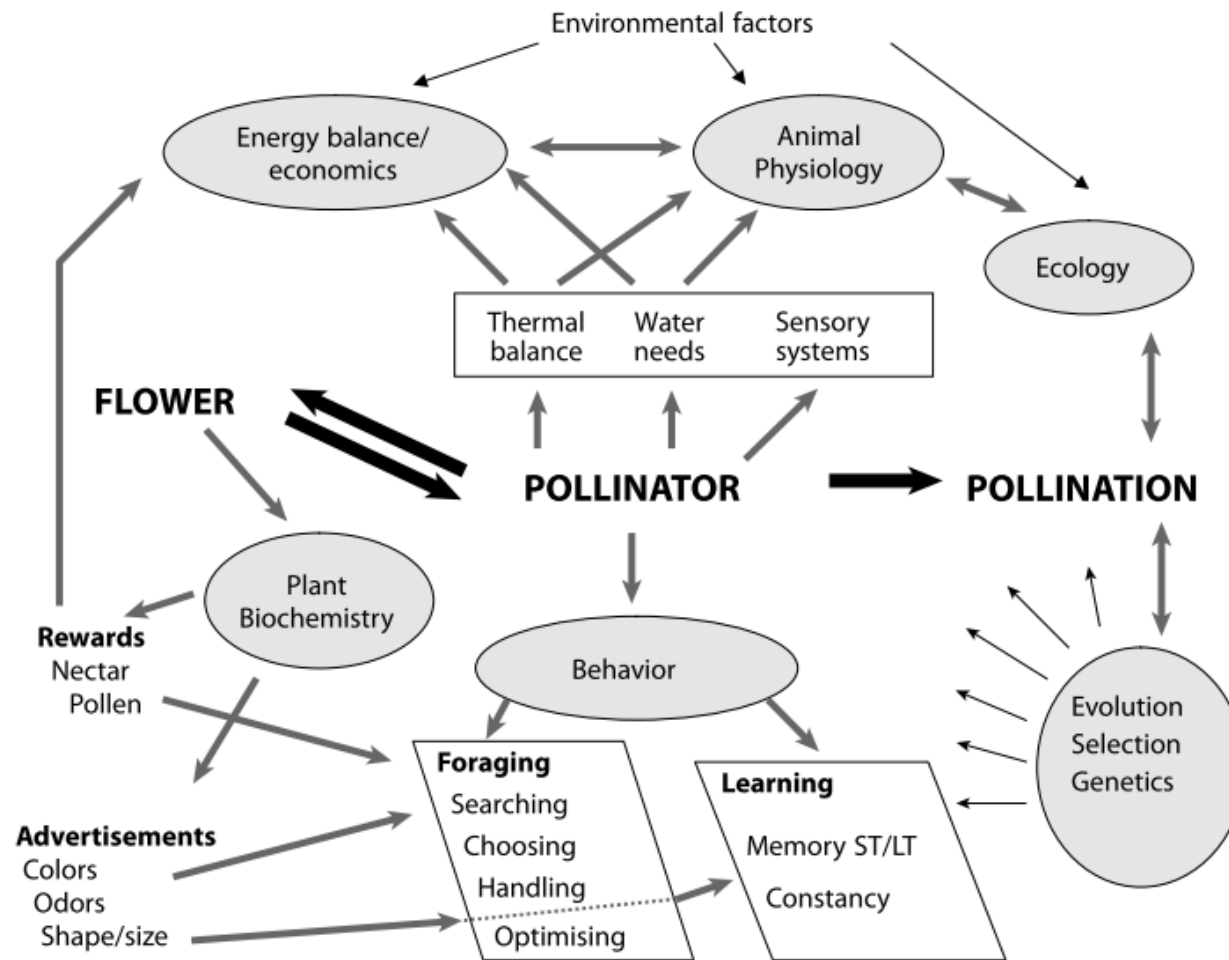 Environmental factors
Energy balance/
economics
Animal
Physiology
Ecology
Thermal
balance
Water
needs
Sensory
systems
FLOWER
POLLINATOR
POLLINATION
Plant
Biochemistry
Rewards
Nectar
Pollen
Behavior
Evolution
Selection
Genetics
Foraging
Searching
Choosing
Handling
Optimising
Learning
Memory ST/LT
Constancy
Advertisements
Colors
Odors
Shape/size